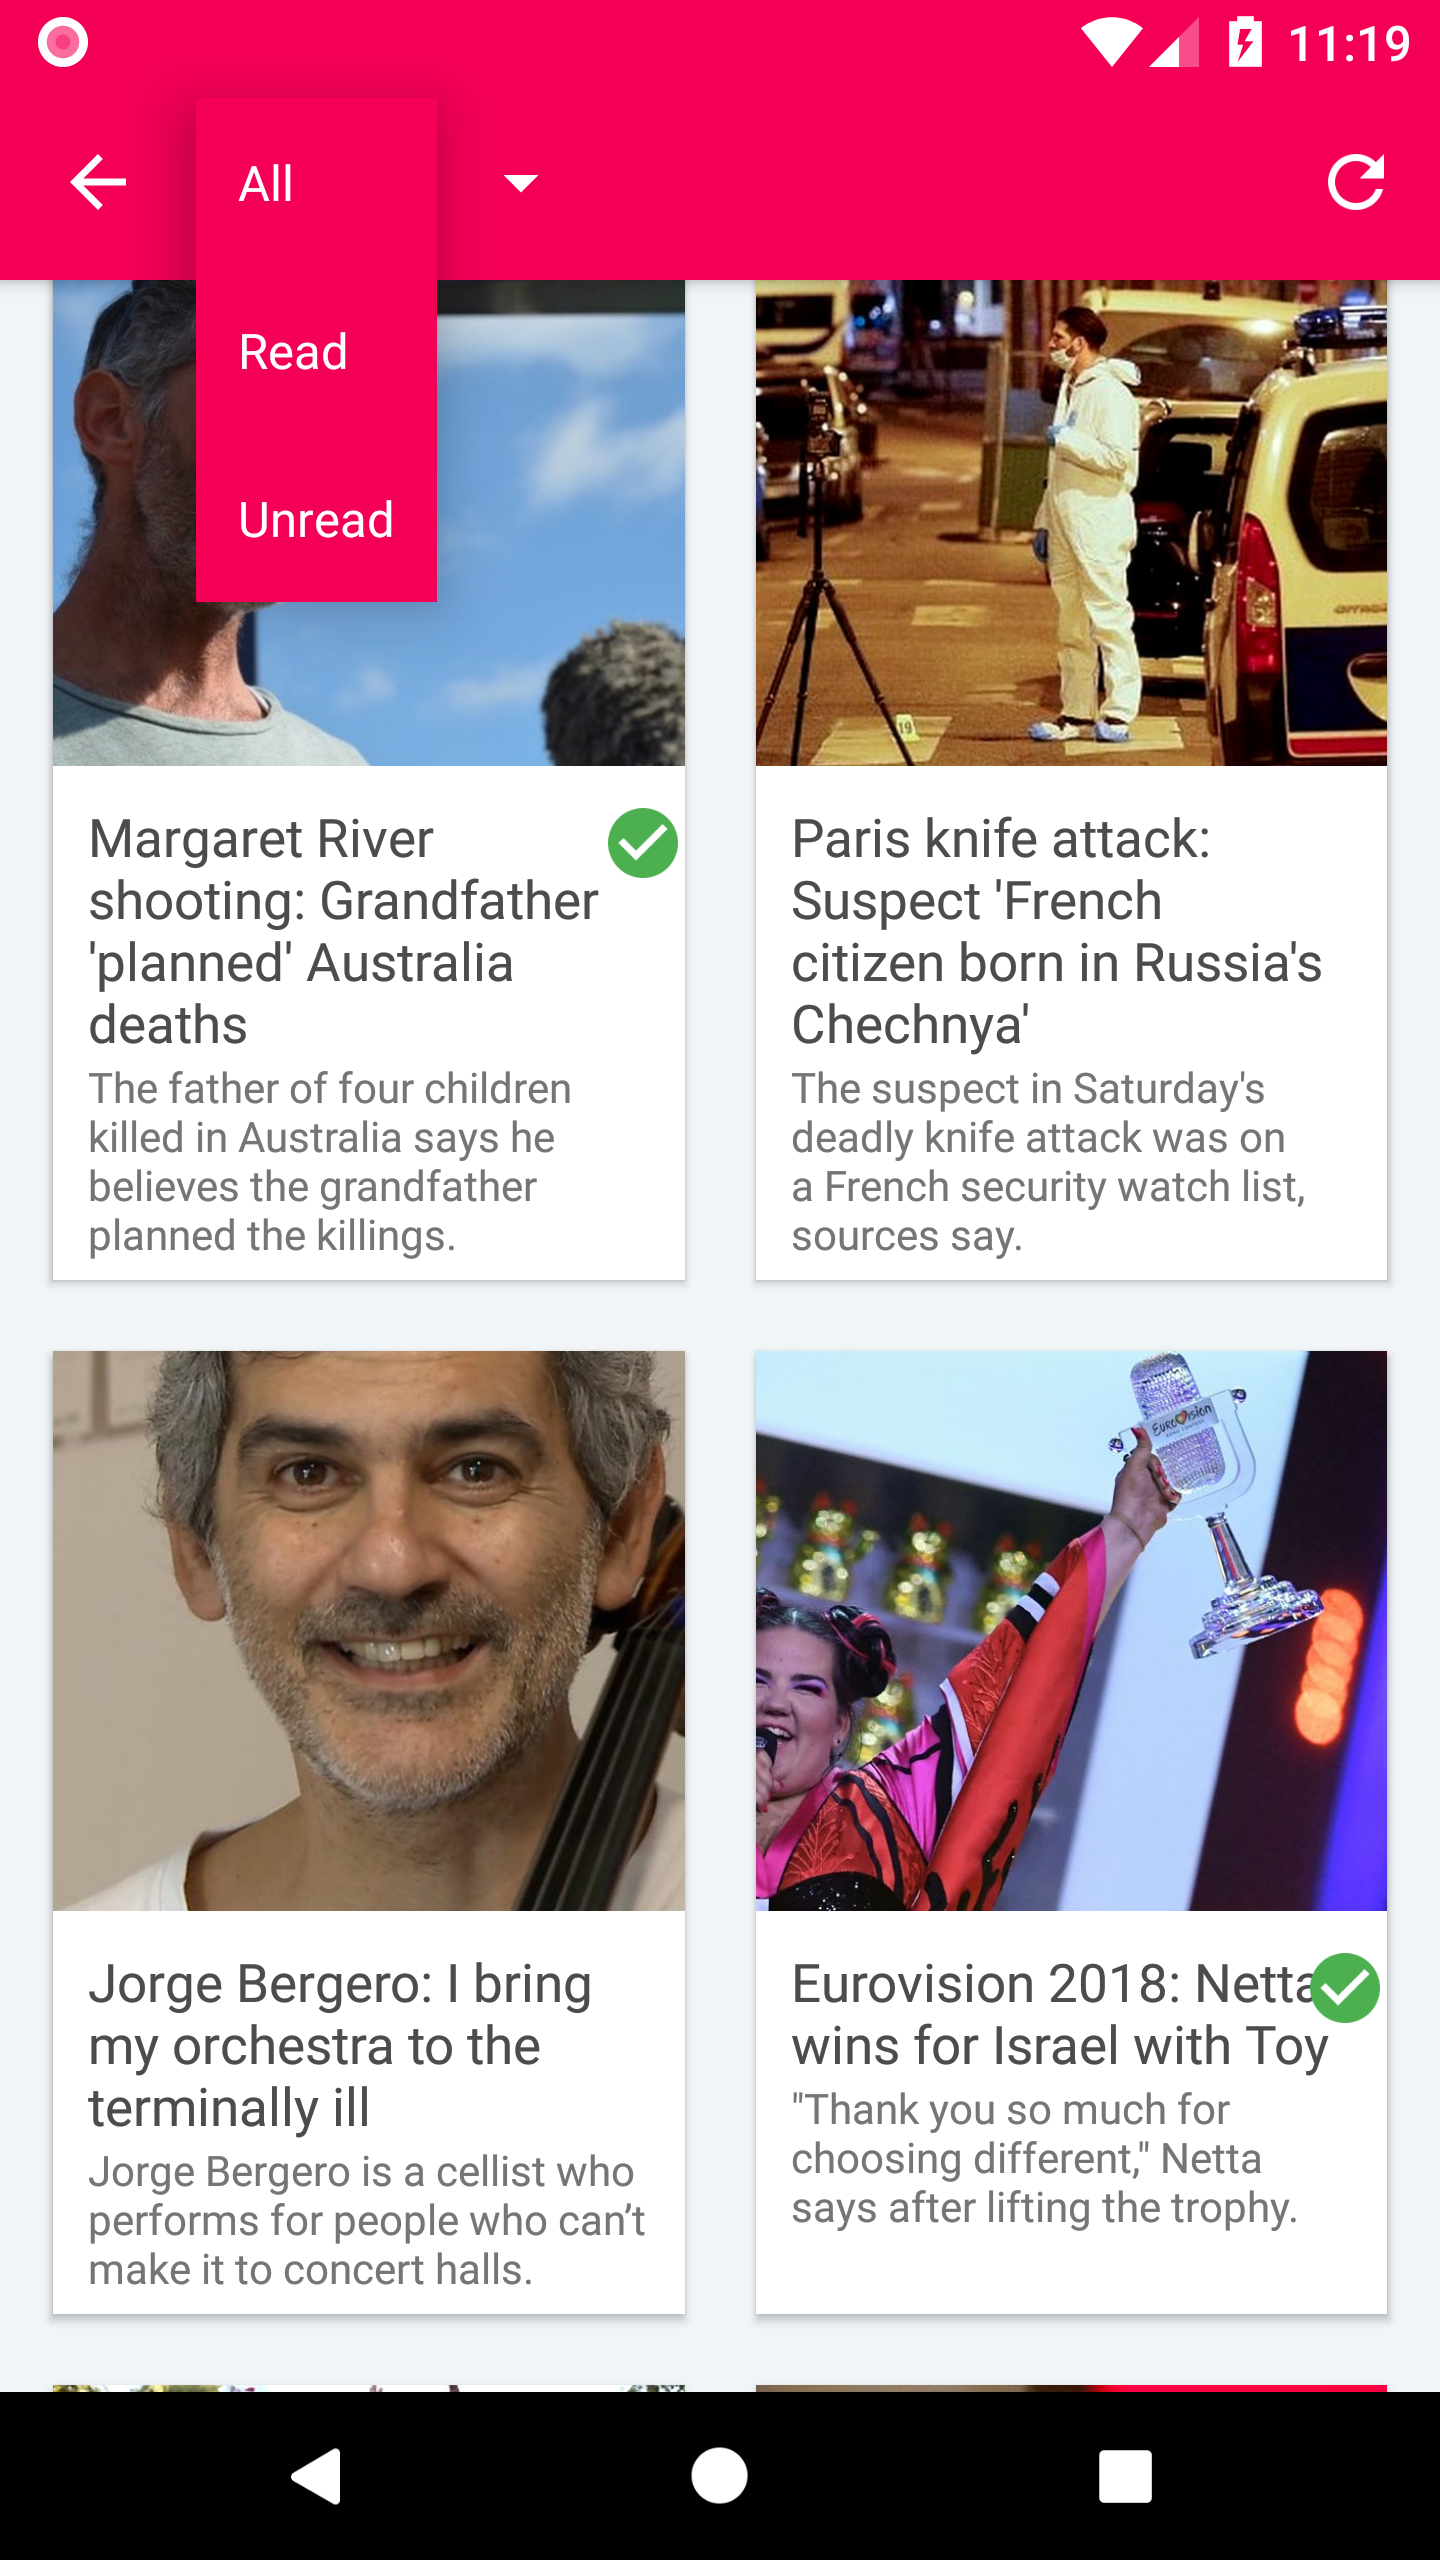 11:19
All
Read
Unread
19
Margaret River
shooting: Grandfather
'planned' Australia
deaths
The father of four children
killed in Australia says he
believes the grandfather
planned the killings.
Paris knife attack:
Suspect 'French
citizen born in Russia's
Chechnya'
The suspect in Saturday's
deadly knife attack was on
a French security watch list,
sources say.
EUROVISION
SONG CONTEST
Jorge Bergero: I bring
my orchestra to the
terminally ill
Jorge Bergero is a cellist who
performs for people who can’t
make it to concert halls.
Eurovision 2018: Netta
wins for Israel with Toy
"Thank you so much for
choosing different," Netta
says after lifting the trophy.